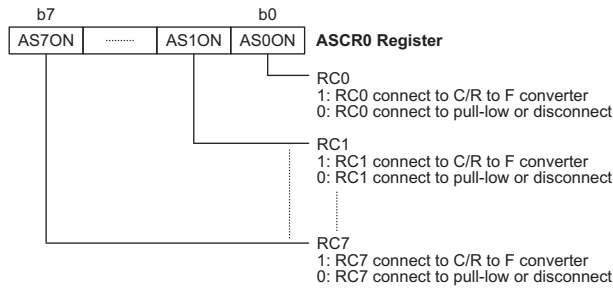 b7 b0
AS7ON .......... AS1ON AS0ON ASCR0 Register
RC0
1: RC0 connect to C/R to F converter
0: RC0 connect to pull-low or disconnect
RC1
1: RC1 connect to C/R to F converter
0: RC1 connect to pull-low or disconnect
RC7
1: RC7 connect to C/R to F converter
0: RC7 connect to pull-low or disconnect